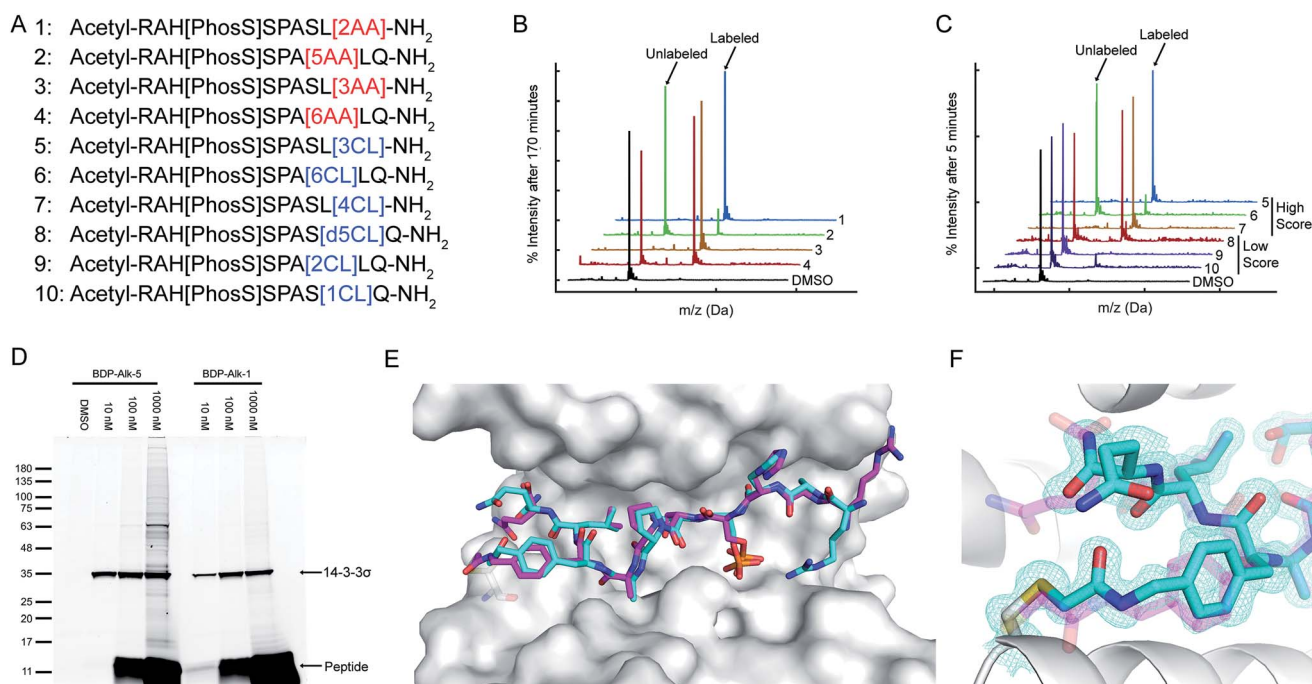 A
1: Acetyl-RAH[PhosS]SPASL[2AA]-NH2
2: Acetyl-RAH[PhosS]SPA[5AA]LQ-NH2
3: Acetyl-RAH[PhosS]SPASL[3AA]-NH2
4: Acetyl-RAH[PhosS]SPA[6AA]LQ-NH2
5: Acetyl-RAH[PhosS]SPASL[3CL]-NH2
6: Acetyl-RAH[PhosS]SPA[6CL]LQ-NH2
7: Acetyl-RAH[PhosS]SPASL[4CL]-NH2
8: Acetyl-RAH[PhosS]SPAS[d5CL]Q-NH2
9: Acetyl-RAH[PhosS]SPA[2CL]LQ-NH2
10: Acetyl-RAH[PhosS]SPAS[1CL]Q-NH2
B
Labeled
Unlabeled
% Intensity after 170 minutes
1
2
3
4
DMSO
m/z (Da)
C
Labeled
Unlabeled
% Intensity after 5 minutes
5
6
7
8
9
10
DMSO
High
Score
Low
Score
m/z (Da)
D
BDP-Alk-5
BDP-Alk-1
DMSO
10 nM
100 nM
1000 nM
10 nM
100 nM
1000 nM
180
135
100
75
63
48
35
25
20
17
11
14-3-3σ
Peptide
E
F